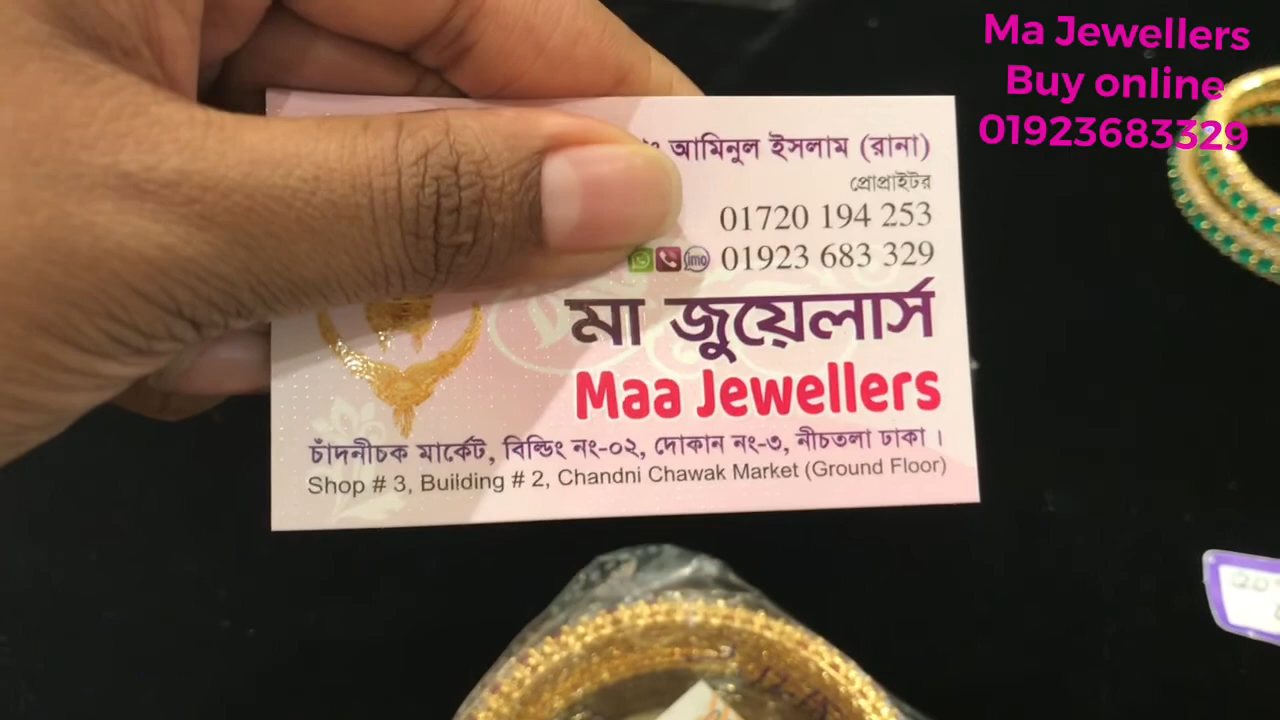 Ma Jewellers
Buy online
01923683329
আমিনুল ইসলাম (রানা)
প্রোপ্রাইটর
01720 194 253
imo 01923 683 329
মা জুয়েলার্স
Maa Jewellers
চাঁদনীচক মার্কেট, বিল্ডিং নং-০২, দোকান নং-৩, নীচতলা ঢাকা ।
Shop # 3, Building # 2, Chandni Chawak Market (Ground Floor)